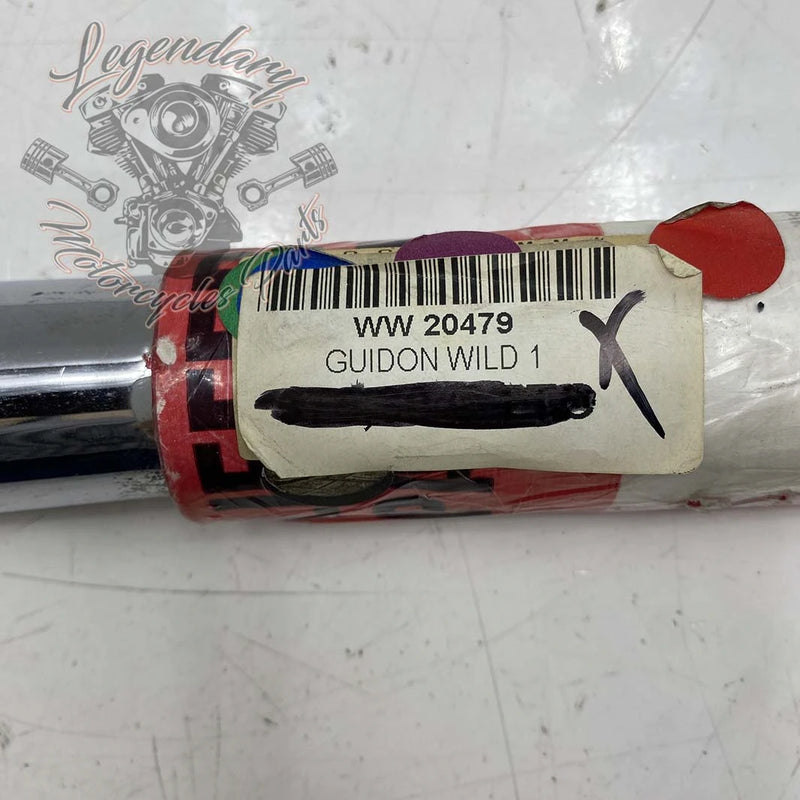 Legendary
Motorcycles Parts
WW 20479
GUIDON WILD 1
X